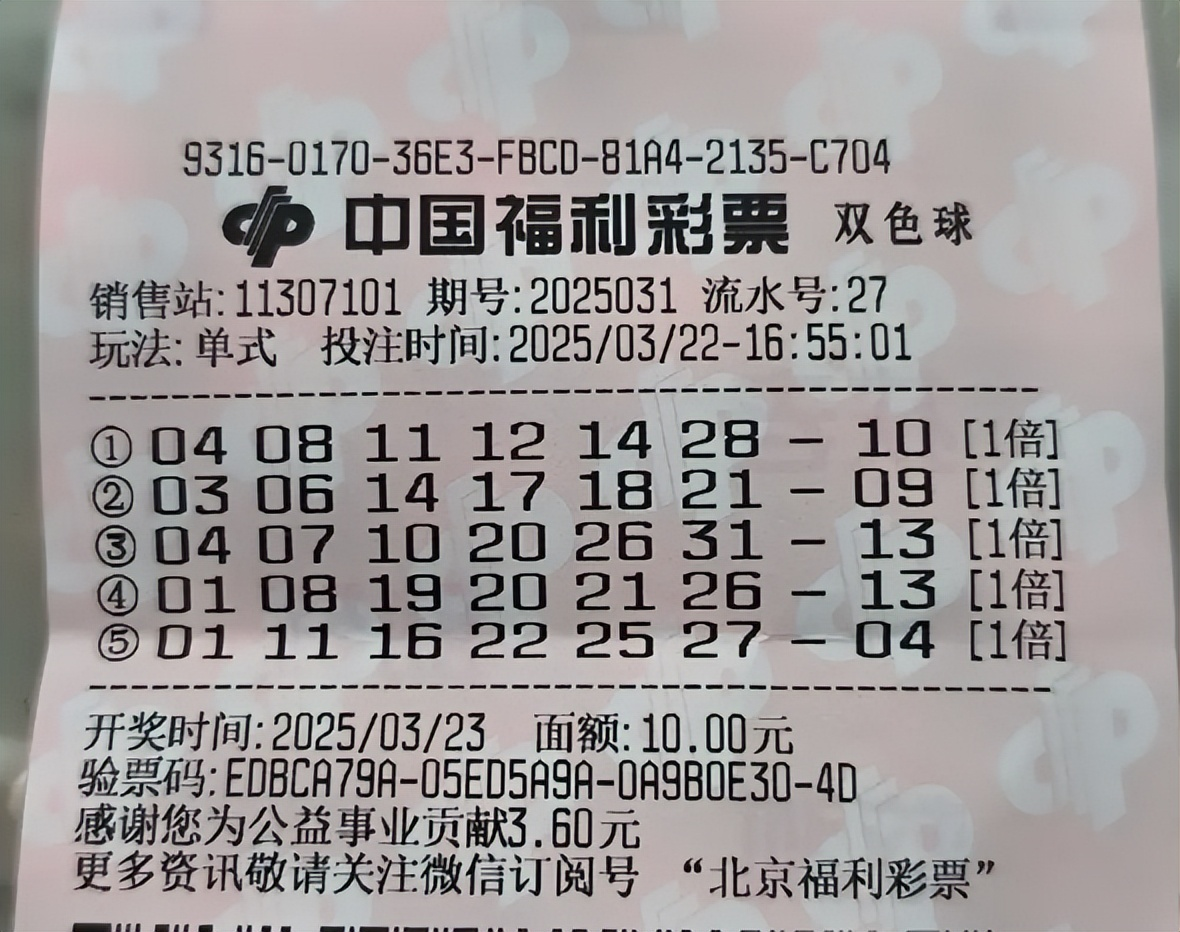 9316-0170-36E3-FBCD-81A4-2135-C704
中国福利彩票 双色球
销售站:11307101 期号:2025031 流水号:27
玩法:单式 投注时间:2025/03/22-16:55:01
① 04 08 11 12 14 28 - 10 [1倍]
② 03 06 14 17 18 21 - 09 [1倍]
③ 04 07 10 20 26 31 - 13 [1倍]
④ 01 08 19 20 21 26 - 13 [1倍]
⑤ 01 11 16 22 25 27 - 04 [1倍]
开奖时间:2025/03/23 面额:10.00元
验票码:EDBCA79A-05ED5A9A-0A9B0E30-4D
感谢您为公益事业贡献3.60元
更多资讯敬请关注微信订阅号 “北京福利彩票”